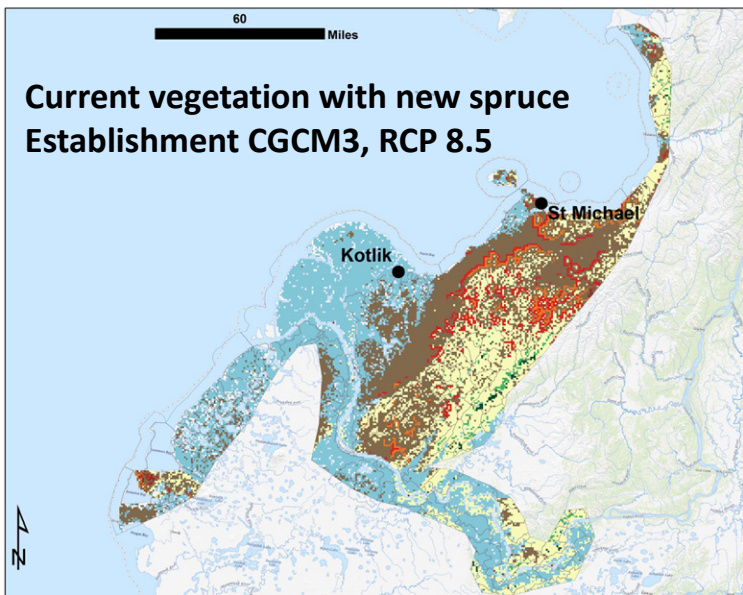 60
Miles
Current vegetation with new spruce
Establishment CGCM3, RCP 8.5
St Michael
Kotlik
N